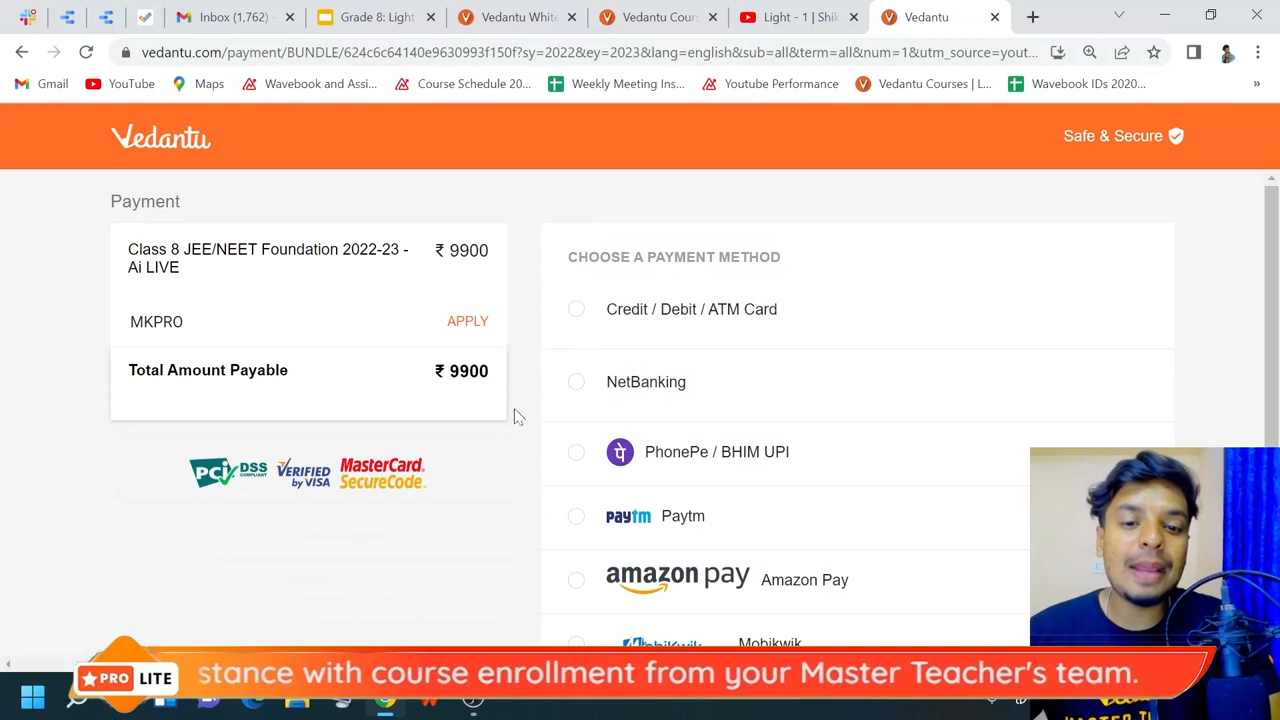 Inbox (1,762)
Grade 8: Light
Vedantu Whit
Vedantu Cour
Light - 1 | Shik
Vedantu
vedantu.com/payment/BUNDLE/624c6c64140e9630993f150f?sy=2022&ey=2023&lang=english&sub=all&term=all&num=1&utm_source=yout...
Gmail
YouTube
Maps
Wavebook and Assi...
Course Schedule 20...
Weekly Meeting Ins...
Youtube Performance
Vedantu Courses | L...
Wavebook IDs 2020...
»
Vedantu
Safe & Secure
Payment
Class 8 JEE/NEET Foundation 2022-23 -
Ai LIVE
₹ 9900
MKPRO
APPLY
Total Amount Payable
₹ 9900
PCI DSS
COMPLIANT
VERIFIED
by VISA
MasterCard.
SecureCode.
CHOOSE A PAYMENT METHOD
Credit / Debit / ATM Card
NetBanking
पे PhonePe / BHIM UPI
paytm Paytm
amazon pay Amazon Pay
MobiKwik Mobikwik
PRO LITE
stance with course enrollment from your Master Teacher's team.